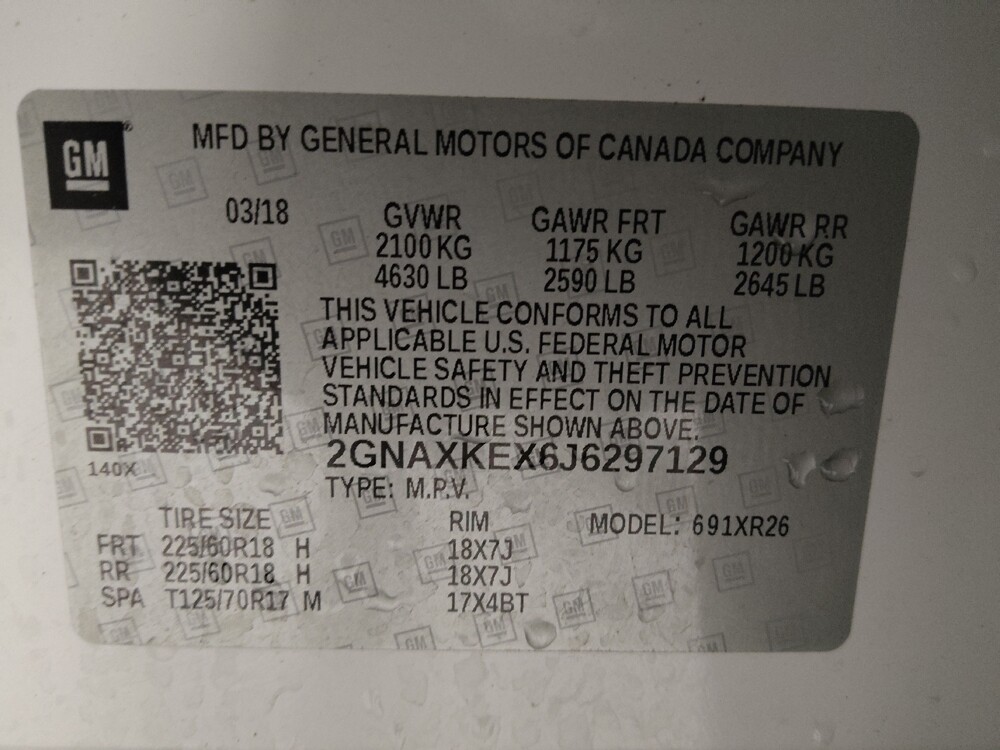 GM
MFD BY GENERAL MOTORS OF CANADA COMPANY
03/18 GVWR GAWR FRT GAWR RR
2100 KG 1175 KG 1200 KG
4630 LB 2590 LB 2645 LB
THIS VEHICLE CONFORMS TO ALL
APPLICABLE U.S. FEDERAL MOTOR
VEHICLE SAFETY AND THEFT PREVENTION
STANDARDS IN EFFECT ON THE DATE OF
MANUFACTURE SHOWN ABOVE.
2GNAXKEX6J6297129
140X
TYPE: M.P.V.
TIRE SIZE RIM MODEL: 691XR26
FRT 225/60R18 H 18X7J
RR 225/60R18 H 18X7J
SPA T125/70R17 M 17X4BT